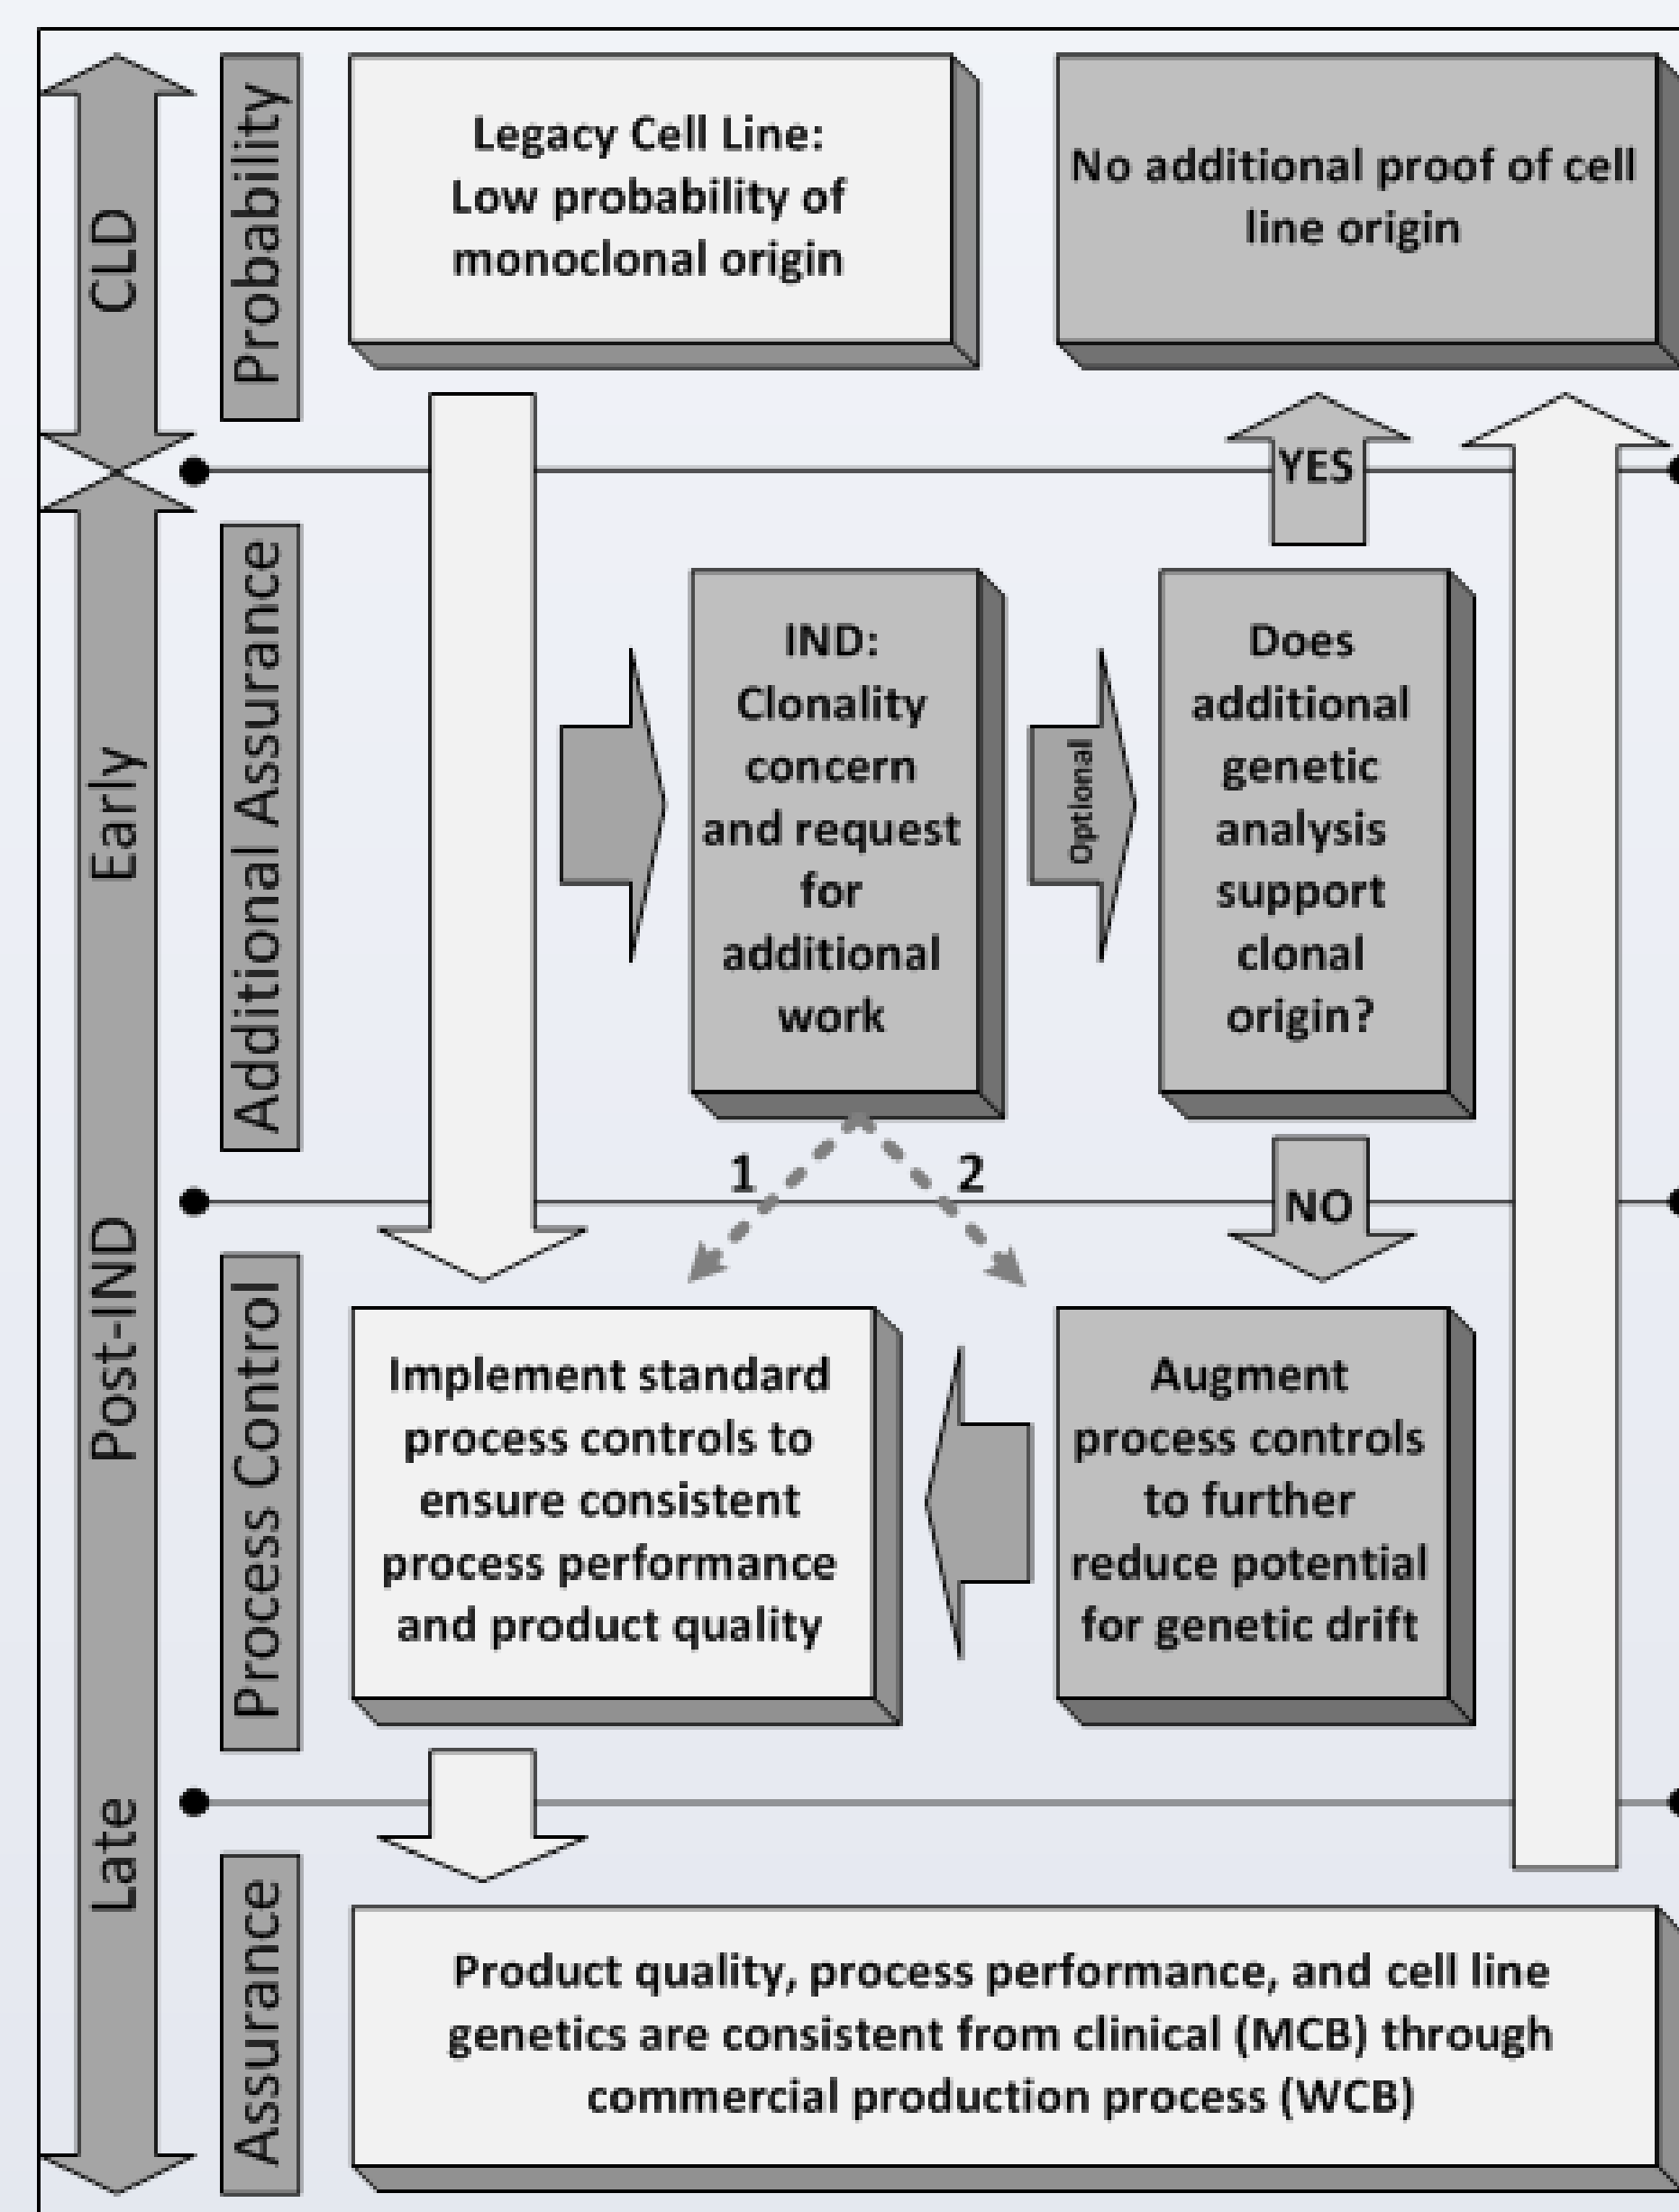 CLD
Probability
Legacy Cell Line:
Low probability of
monoclonal origin
No additional proof of cell
line origin
YES
Early
Additional Assurance
IND:
Clonality
concern
and request
for
additional
work
Optional
Does
additional
genetic
analysis
support
clonal
origin?
1
2
NO
Post-IND
Process Control
Implement standard
process controls to
ensure consistent
process performance
and product quality
Augment
process controls
to further
reduce potential
for genetic drift
Late
Assurance
Product quality, process performance, and cell line
genetics are consistent from clinical (MCB) through
commercial production process (WCB)